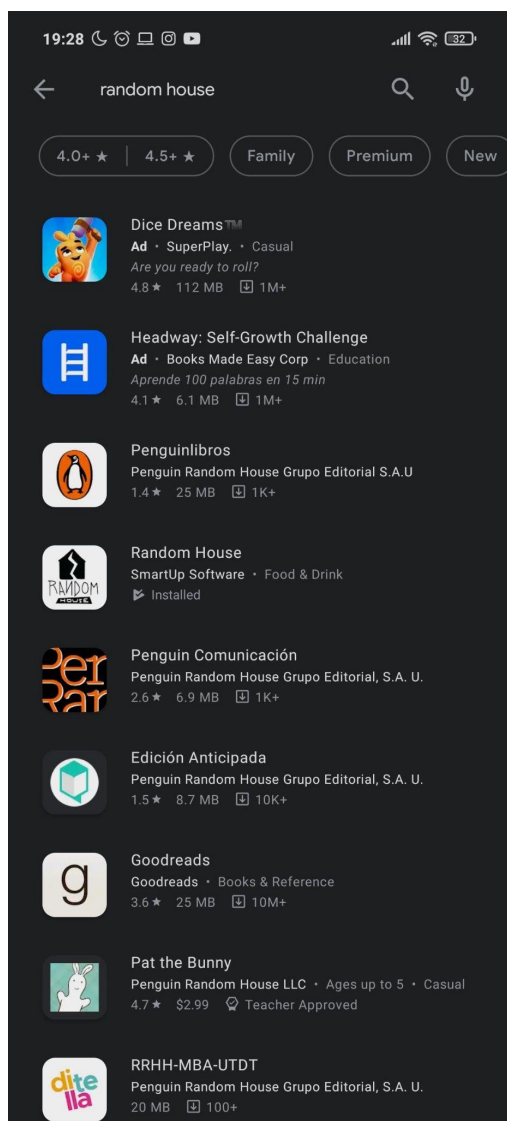 19:28
32
random house
4.0+ ★ | 4.5+ ★
Family
Premium
New
Dice Dreams™
Ad • SuperPlay. • Casual
Are you ready to roll?
4.8★ 112 MB 1M+
Headway: Self-Growth Challenge
Ad • Books Made Easy Corp • Education
Aprende 100 palabras en 15 min
4.1★ 6.1 MB 1M+
Penguinlibros
Penguin Random House Grupo Editorial S.A.U
1.4★ 25 MB 1K+
RANDOM
HOUSE
Random House
SmartUp Software • Food & Drink
Installed
Per
Rar
Penguin Comunicación
Penguin Random House Grupo Editorial, S.A. U.
2.6★ 6.9 MB 1K+
Edición Anticipada
Penguin Random House Grupo Editorial, S.A. U.
1.5★ 8.7 MB 10K+
g
Goodreads
Goodreads • Books & Reference
3.6★ 25 MB 10M+
Pat the Bunny
Penguin Random House LLC • Ages up to 5 • Casual
4.7★ $2.99 Teacher Approved
di te
lla
RRHH-MBA-UTDT
Penguin Random House Grupo Editorial, S.A. U.
20 MB 100+